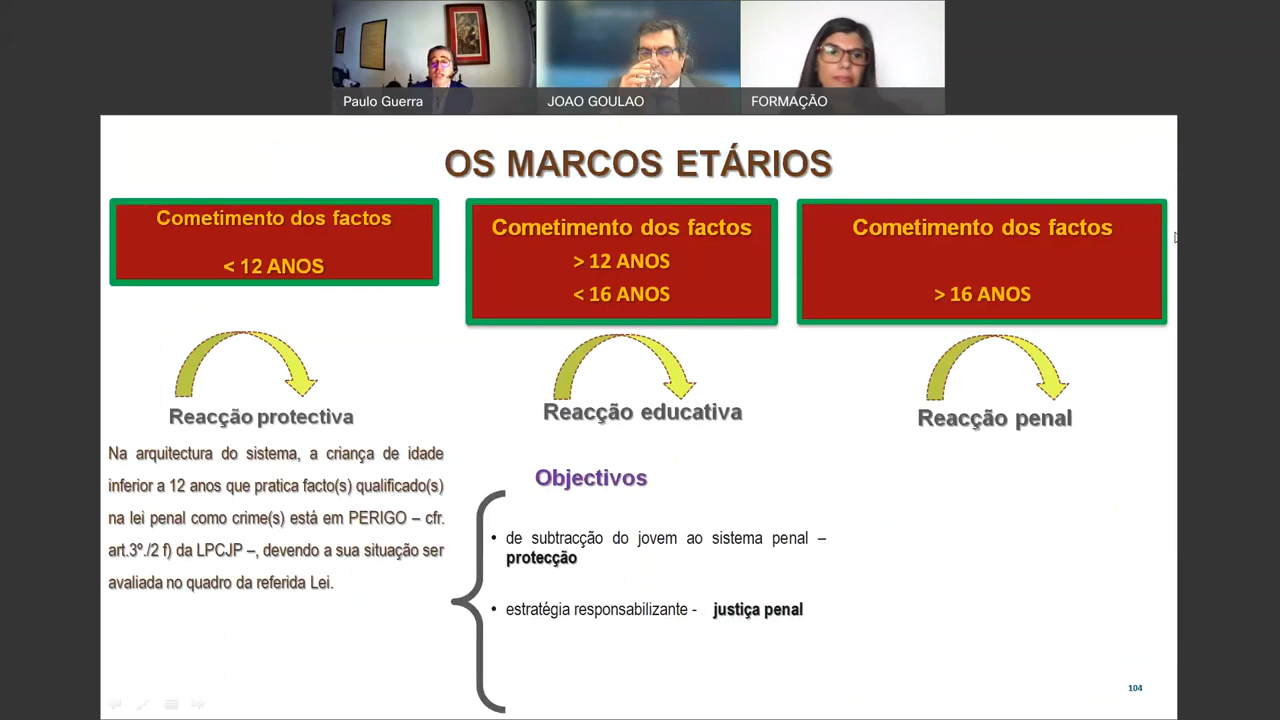 Paulo Guerra
JOAO GOULAO
FORMAÇÃO
OS MARCOS ETÁRIOS
Cometimento dos factos
< 12 ANOS
Cometimento dos factos
> 12 ANOS
< 16 ANOS
Cometimento dos factos
> 16 ANOS
Reacção protectiva
Reacção educativa
Reacção penal
Na arquitectura do sistema, a criança de idade
inferior a 12 anos que pratica facto(s) qualificado(s)
na lei penal como crime(s) está em PERIGO – cfr.
art.3º./2 f) da LPCJP –, devendo a sua situação ser
avaliada no quadro da referida Lei.
Objectivos
• de subtracção do jovem ao sistema penal –
protecção
• estratégia responsabilizante - justiça penal
104